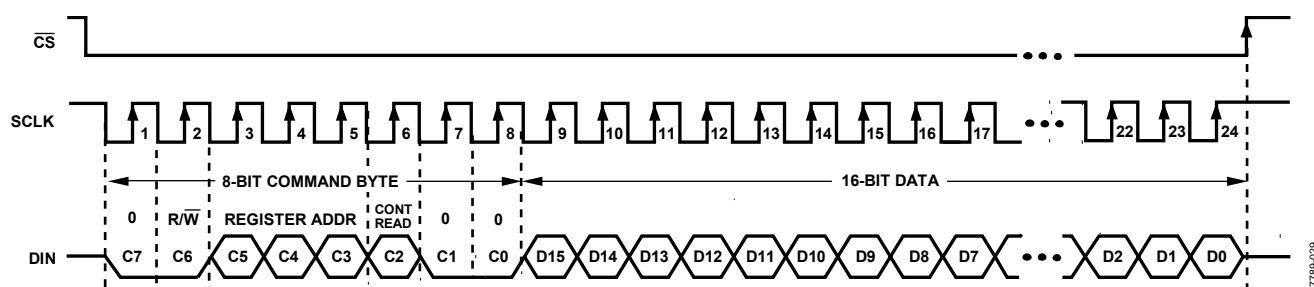 CS
SCLK
1 2 3 4 5 6 7 8 9 10 11 12 13 14 15 16 17 22 23 24
8-BIT COMMAND BYTE 16-BIT DATA
0 R/W REGISTER ADDR CONT READ 0 0
DIN C7 C6 C5 C4 C3 C2 C1 C0 D15 D14 D13 D12 D11 D10 D9 D8 D7 D2 D1 D0